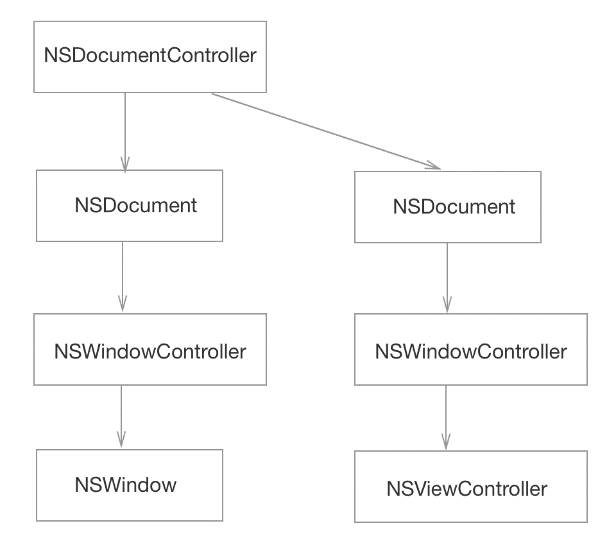 NSDocumentController
NSDocument
NSDocument
NSWindowController
NSWindowController
NSWindow
NSViewController